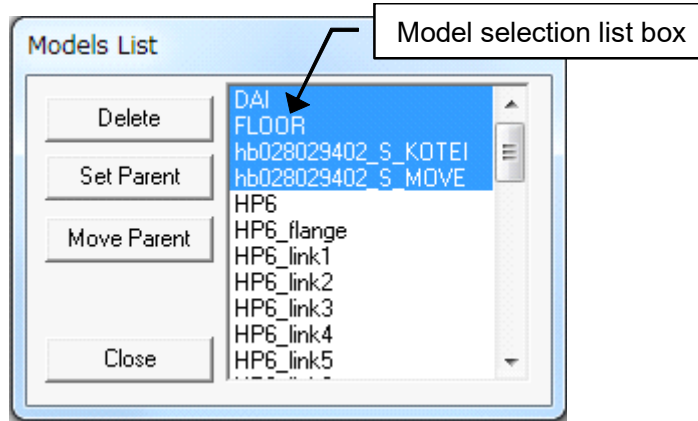 Model selection list box
Models List
Delete
Set Parent
Move Parent
Close
DAI
FLOOR
hb028029402_S_KOTEI
hb028029402_S_MOVE
HP6
HP6_flange
HP6_link1
HP6_link2
HP6_link3
HP6_link4
HP6_link5